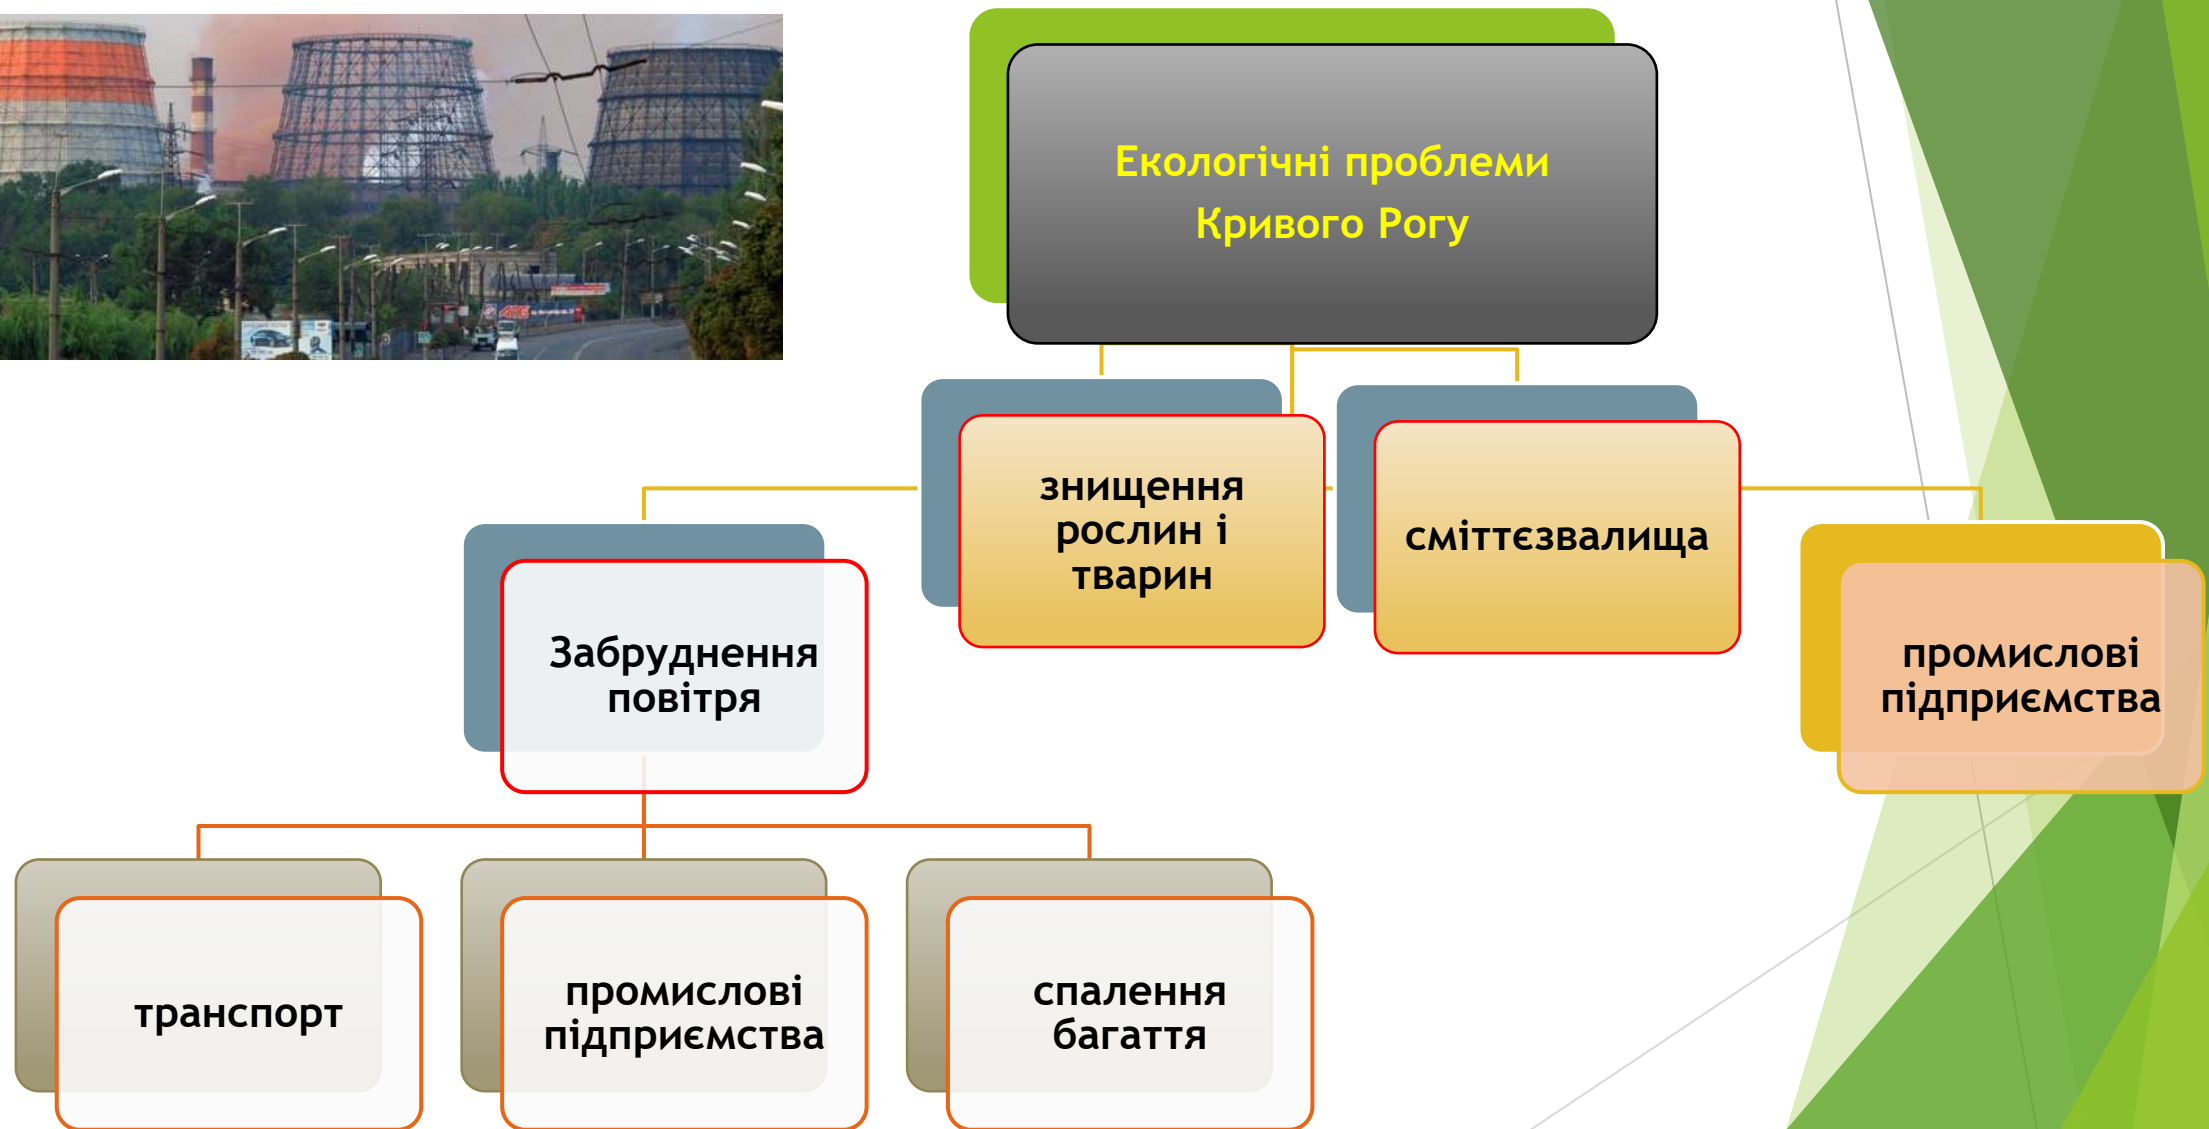 Екологічні проблеми
Кривого Рогу
знищення
рослин і
тварин
сміттєзвалища
Забруднення
повітря
промислові
підприємства
транспорт
промислові
підприємства
спалення
багаття